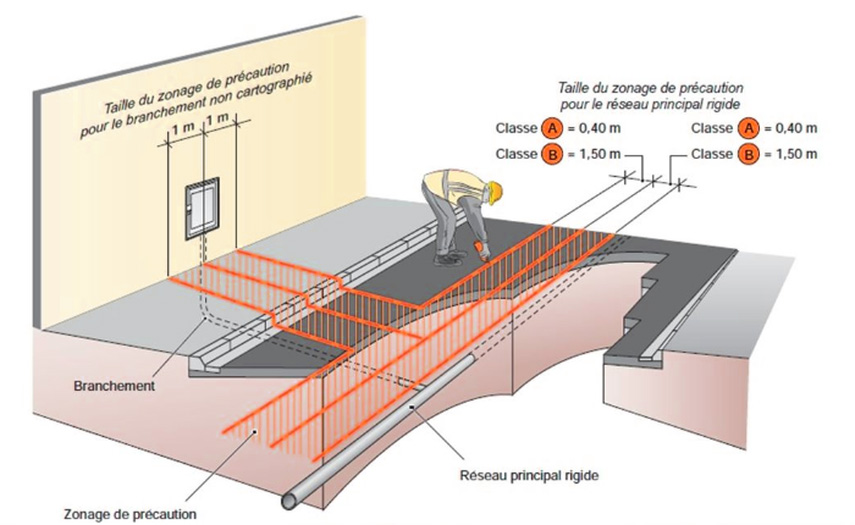 Taille du zonage de précaution
pour le branchement non cartographié
1 m 1 m
Taille du zonage de précaution
pour le réseau principal rigide
Classe A = 0,40 m Classe A = 0,40 m
Classe B = 1,50 m Classe B = 1,50 m
Branchement
Réseau principal rigide
Zonage de précaution